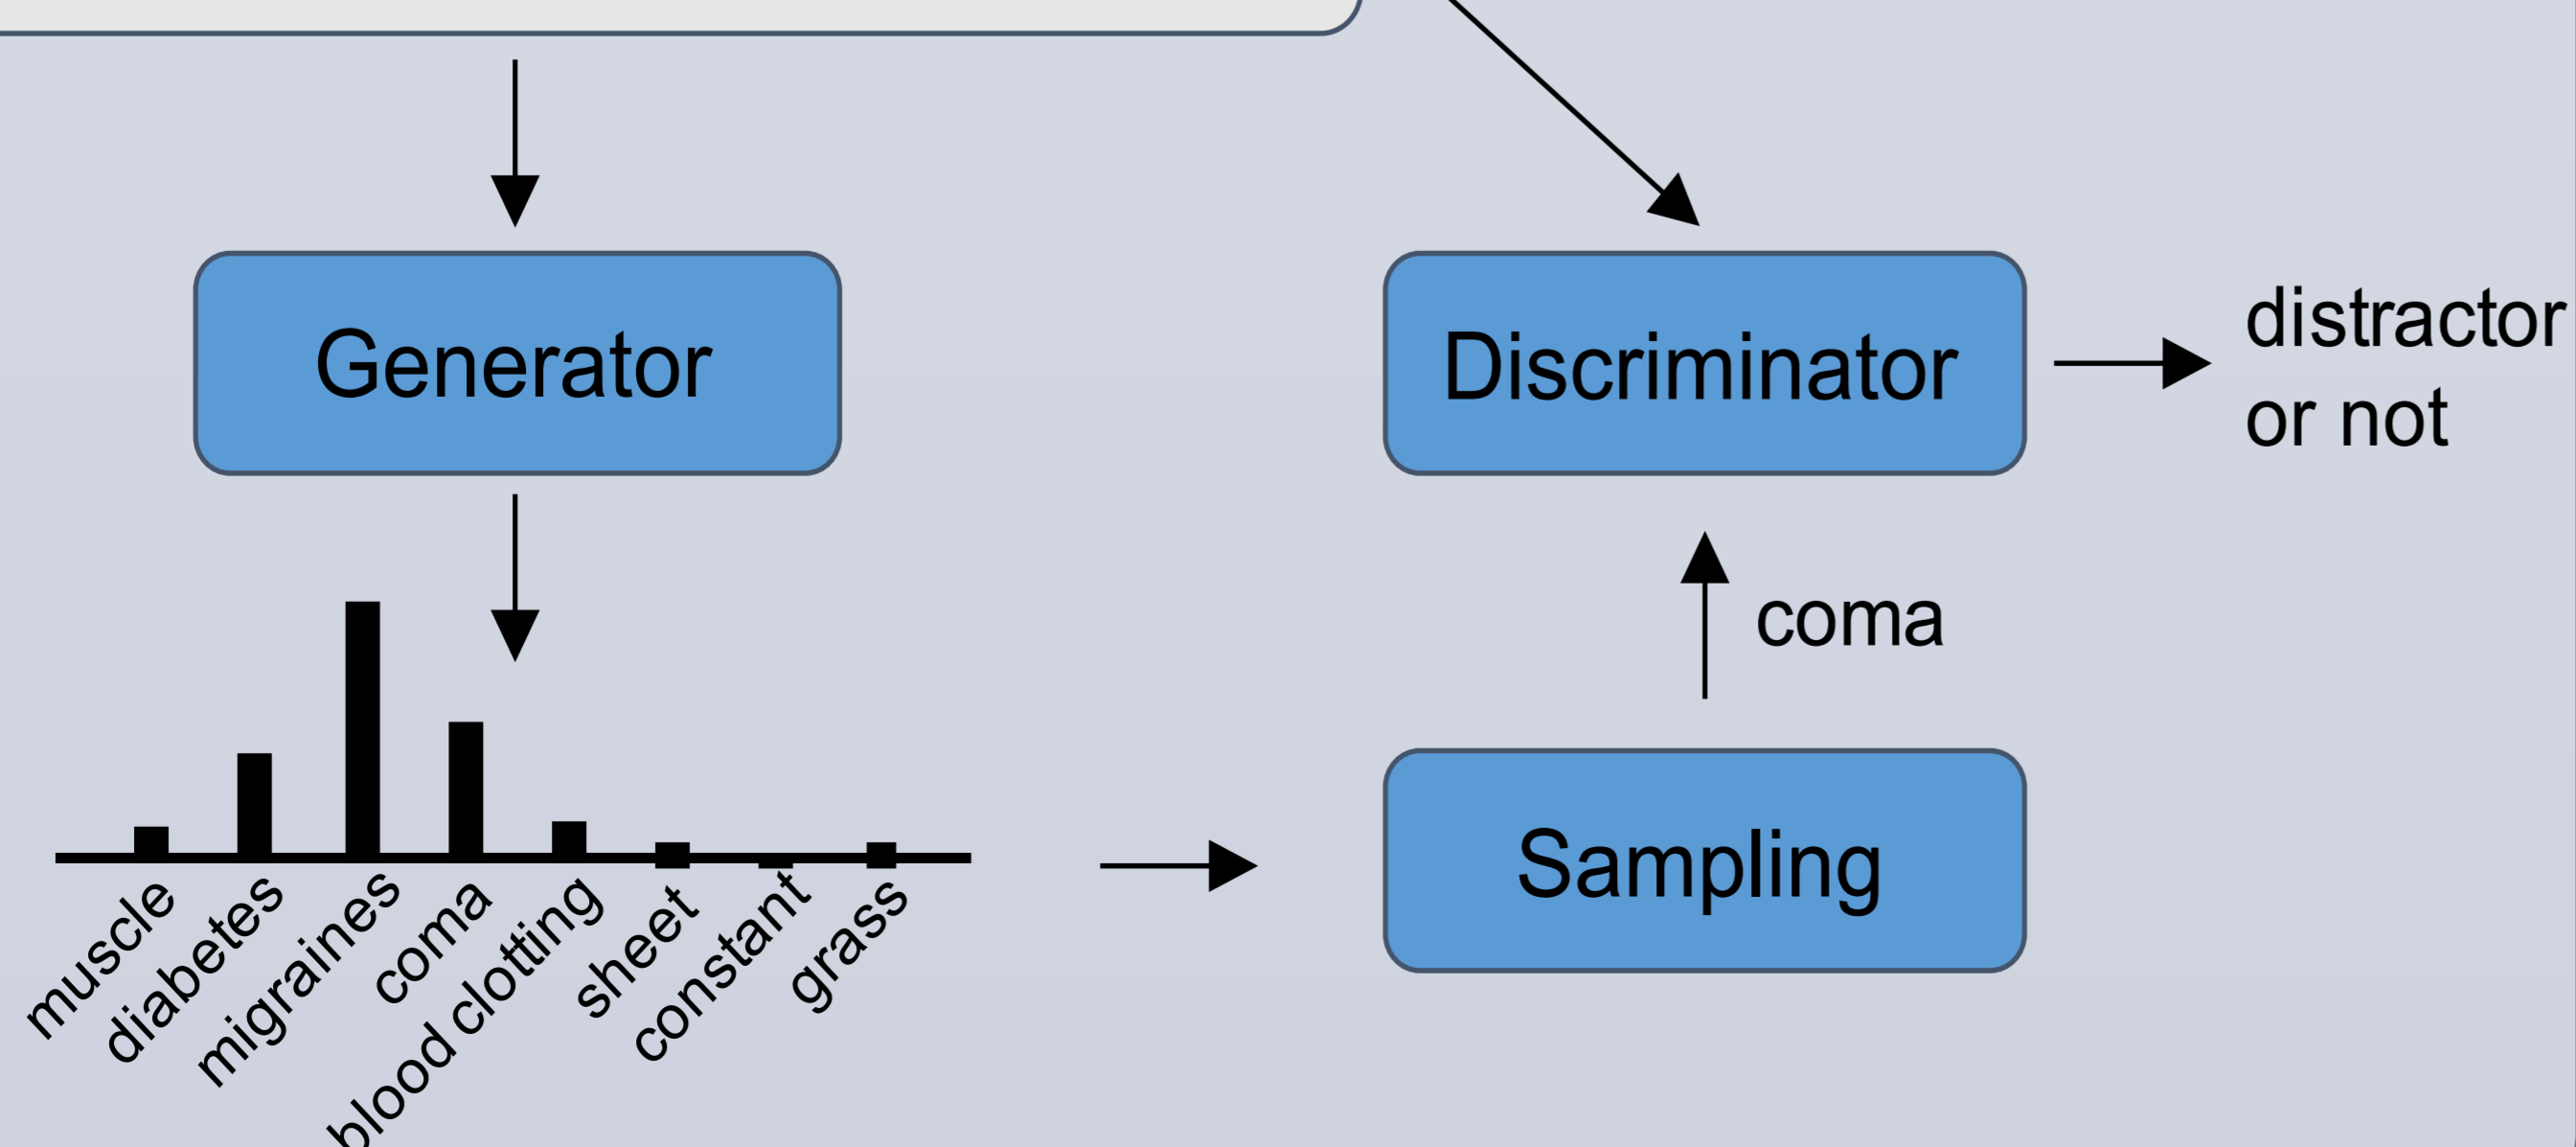 Generator
Discriminator
distractor
or not
coma
muscle
diabetes
migraines
coma
blood clotting
sheet
constant
grass
Sampling